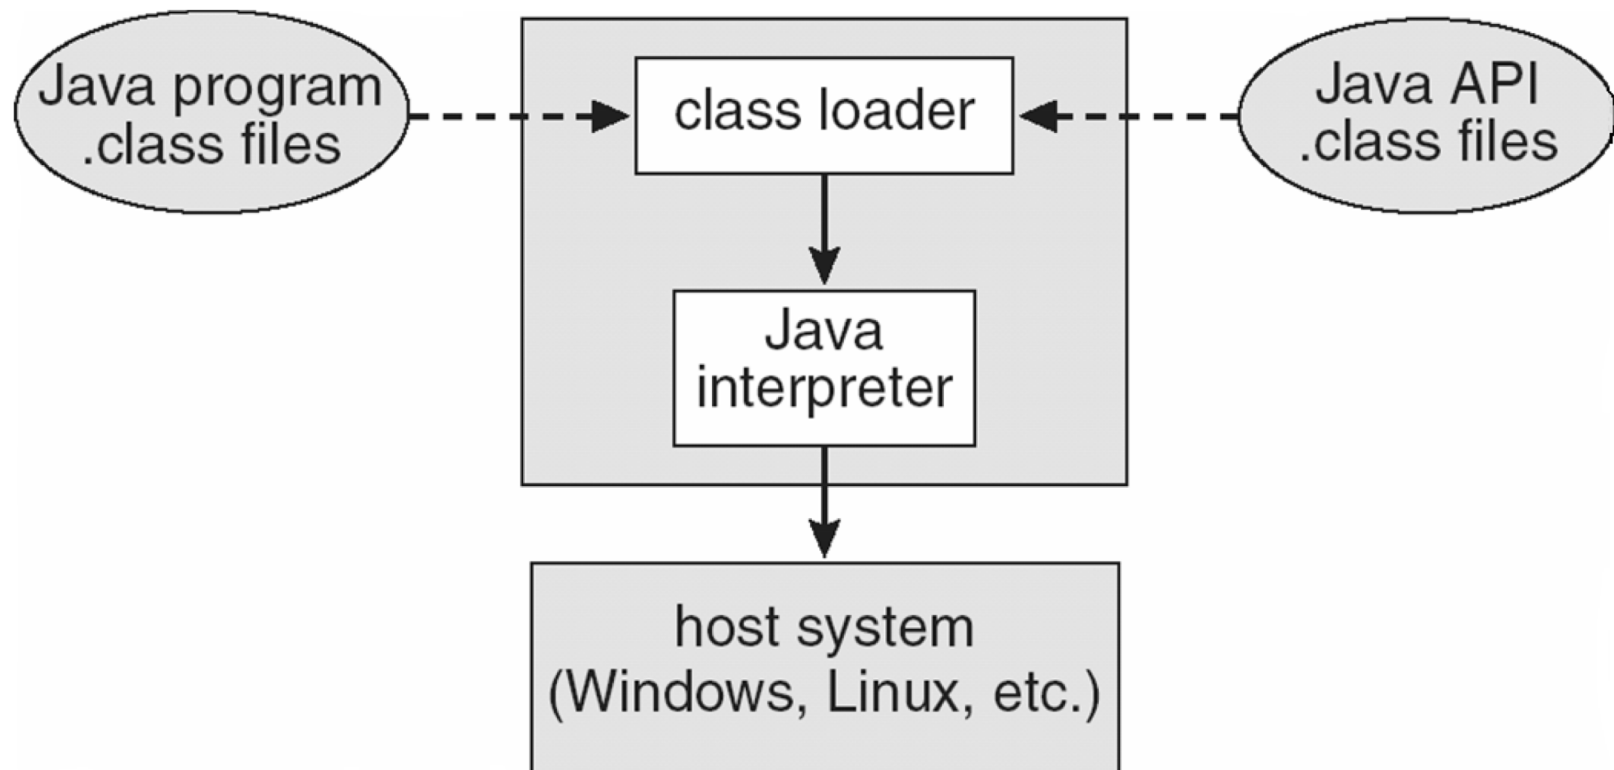 Java program
.class files
class loader
Java API
.class files
Java
interpreter
host system
(Windows, Linux, etc.)